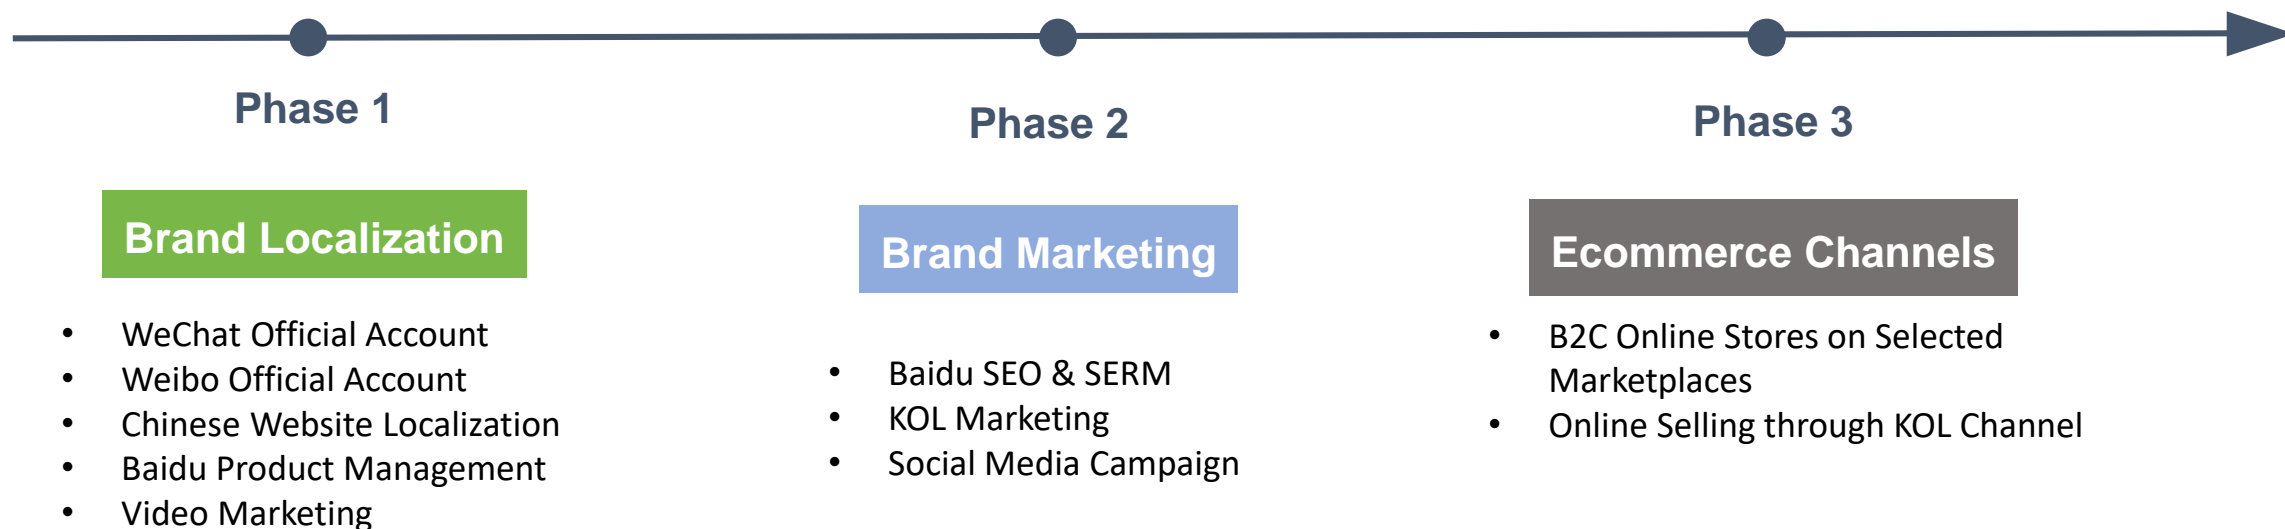 Phase 1
Brand Localization
• WeChat Official Account
• Weibo Official Account
• Chinese Website Localization
• Baidu Product Management
• Video Marketing
Phase 2
Brand Marketing
• Baidu SEO & SERM
• KOL Marketing
• Social Media Campaign
Phase 3
Ecommerce Channels
• B2C Online Stores on Selected
Marketplaces
• Online Selling through KOL Channel